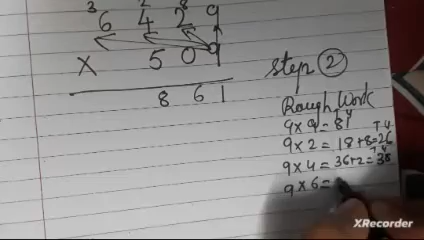 3 2 8
6 4 2 9
X 5 0 9
8 6 1
Step 2
Rough Work
9 x 9 = 81
9 x 2 = 18+8=26
9 x 4 = 36+2=38
9 x 6 =
XRecorder